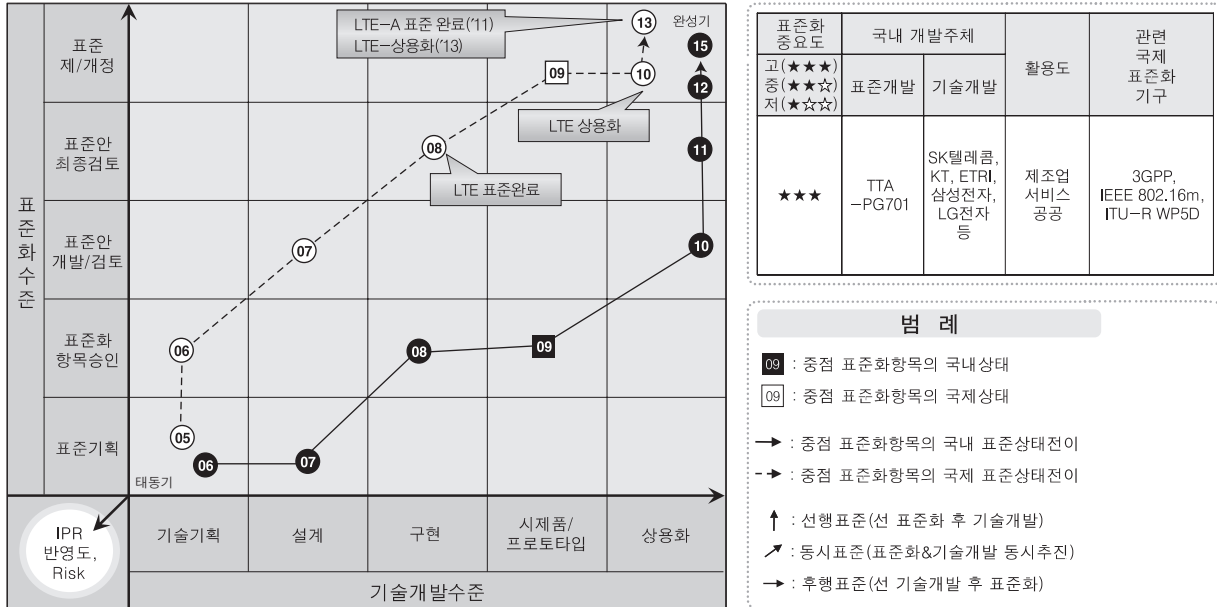 LTE-A 표준 완료('11)
LTE-상용화('13)
13
완성기
15
표준
제/개정
09
10
12
LTE 상용화
표준안
최종검토
08
11
LTE 표준완료
표준화수준
표준안
개발/검토
07
10
표준화
항목승인
06
08
09
표준기획
05
06
07
태동기
IPR
반영도,
Risk
기술기획
설계
구현
시제품/
프로토타입
상용화
기술개발수준
표준화
중요도
고(★★★)
중(★★☆)
저(★☆☆)
국내 개발주체
표준개발
기술개발
활용도
관련
국제
표준화
기구
★★★
TTA
-PG701
SK텔레콤,
KT, ETRI,
삼성전자,
LG전자
등
제조업
서비스
공공
3GPP,
IEEE 802.16m,
ITU-R WP5D
범 례
09 : 중점 표준화항목의 국내상태
09 : 중점 표준화항목의 국제상태
: 중점 표준화항목의 국내 표준상태전이
: 중점 표준화항목의 국제 표준상태전이
: 선행표준(선 표준화 후 기술개발)
: 동시표준(표준화&기술개발 동시추진)
: 후행표준(선 기술개발 후 표준화)